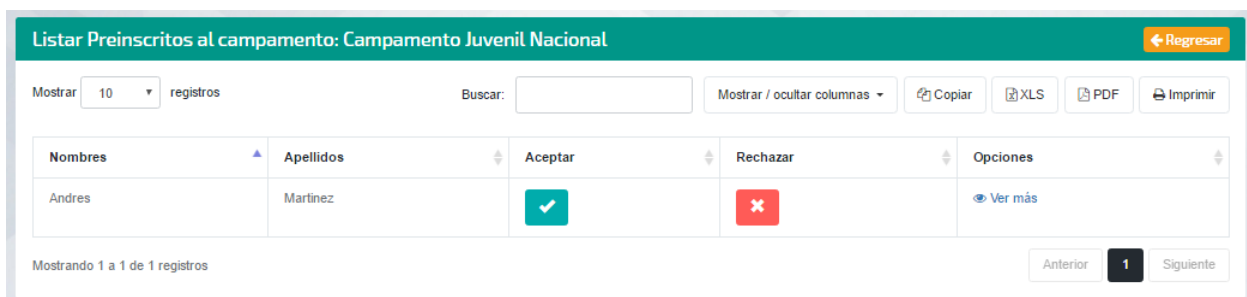 Listar Preinscritos al campamento: Campamento Juvenil Nacional Regresar
Mostrar 10 registros Buscar: Mostrar / ocultar columnas Copiar XLS PDF Imprimir
Nombres Apellidos Aceptar Rechazar Opciones
Andres Martinez Ver más
Mostrando 1 a 1 de 1 registros Anterior 1 Siguiente